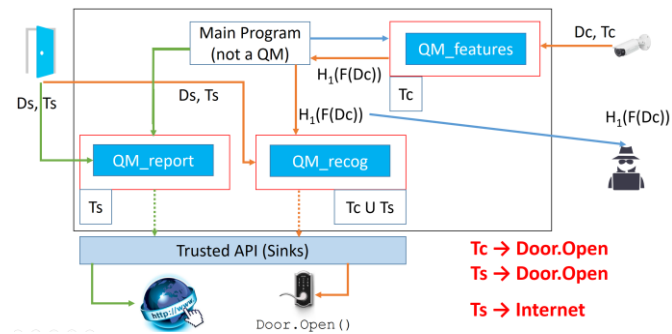 Main Program
(not a QM)
QM_features
Dc, Tc
H₁(F(Dc))
Tc
Ds, Ts
Ds, Ts
H₁(F(Dc))
H₁(F(Dc))
QM_report
QM_recog
Ts
Tc U Ts
Trusted API (Sinks)
Tc → Door.Open
Ts → Door.Open
Ts → Internet
http://www
Door.Open()